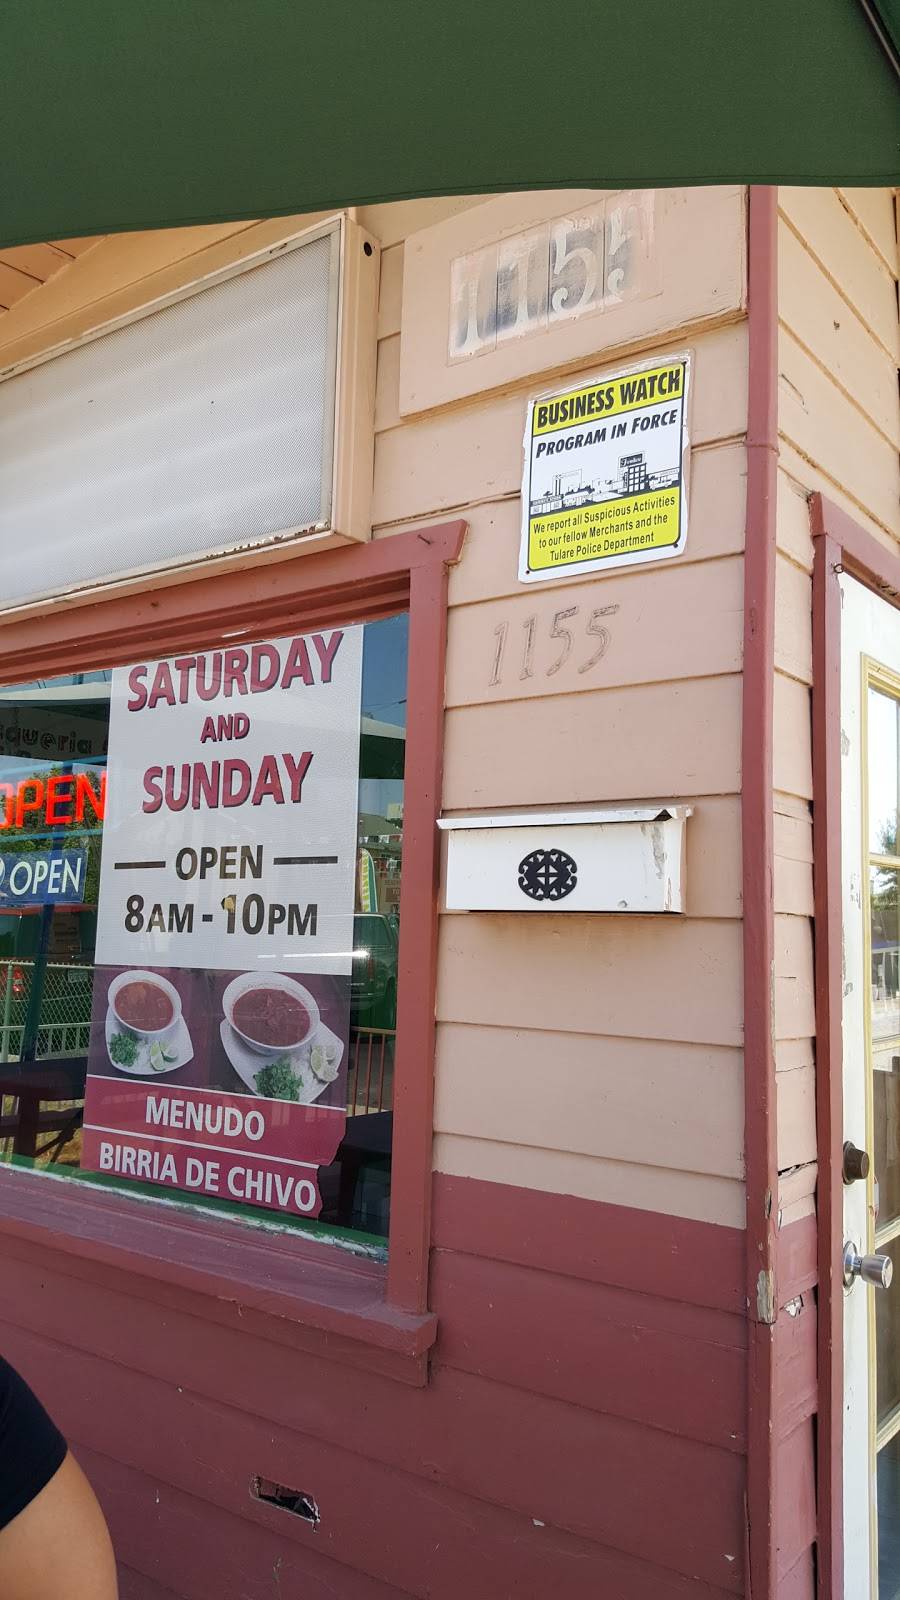 1155
BUSINESS WATCH
PROGRAM IN FORCE
We report all Suspicious Activities
to our fellow Merchants and the
Tulare Police Department
1155
SATURDAY
AND
SUNDAY
OPEN
8AM - 10PM
MENUDO
BIRRIA DE CHIVO
OPEN
OPEN